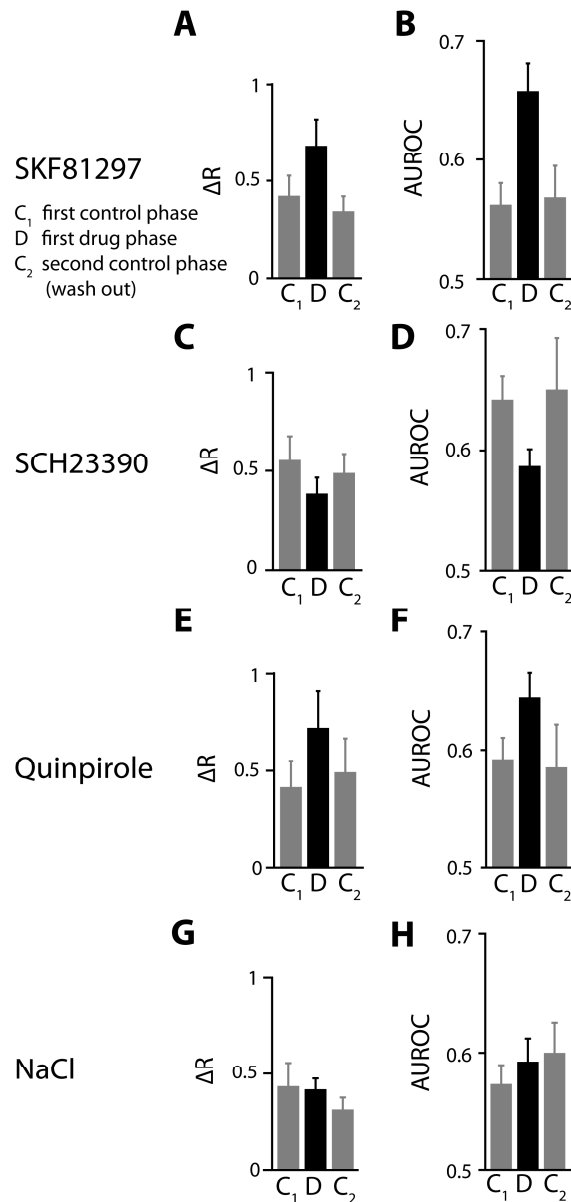 A
B
SKF81297
C1 first control phase
D first drug phase
C2 second control phase
(wash out)
ΔR
1
0.5
0
C1 D C2
AUROC
0.7
0.6
0.5
C1 D C2
C
D
SCH23390
ΔR
1
0.5
0
C1 D C2
AUROC
0.7
0.6
0.5
C1 D C2
E
F
Quinpirole
ΔR
1
0.5
0
C1 D C2
AUROC
0.7
0.6
0.5
C1 D C2
G
H
NaCl
ΔR
1
0.5
0
C1 D C2
AUROC
0.7
0.6
0.5
C1 D C2